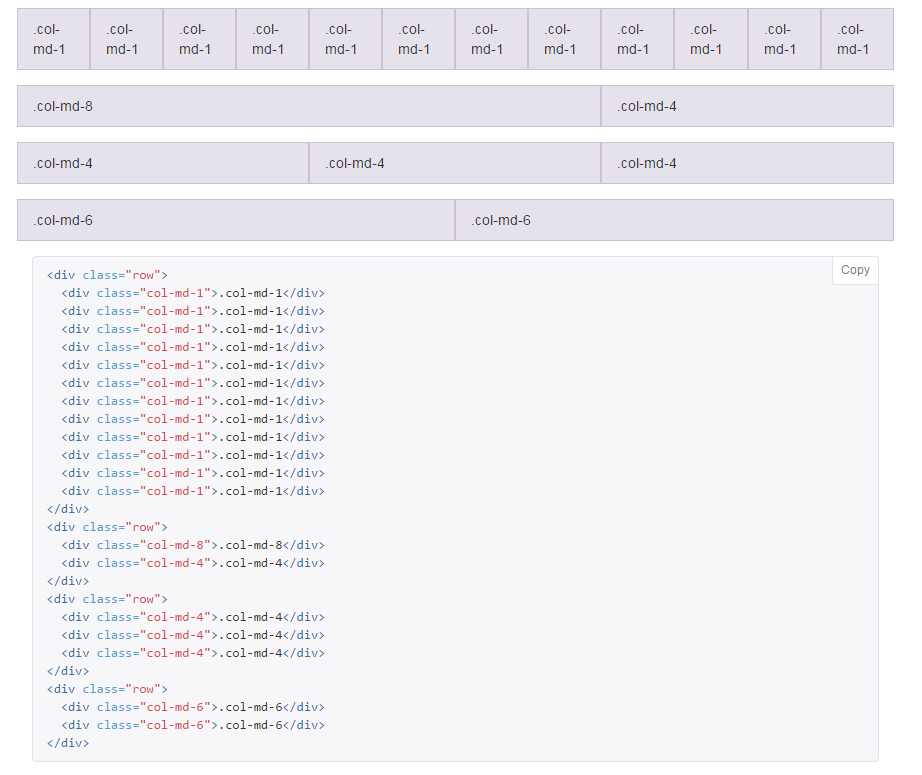 .col- .col- .col- .col- .col- .col- .col- .col- .col- .col- .col- .col-
md-1 md-1 md-1 md-1 md-1 md-1 md-1 md-1 md-1 md-1 md-1 md-1
.col-md-8 .col-md-4
.col-md-4 .col-md-4 .col-md-4
.col-md-6 .col-md-6
Copy
<div class="row">
  <div class="col-md-1">.col-md-1</div>
  <div class="col-md-1">.col-md-1</div>
  <div class="col-md-1">.col-md-1</div>
  <div class="col-md-1">.col-md-1</div>
  <div class="col-md-1">.col-md-1</div>
  <div class="col-md-1">.col-md-1</div>
  <div class="col-md-1">.col-md-1</div>
  <div class="col-md-1">.col-md-1</div>
  <div class="col-md-1">.col-md-1</div>
  <div class="col-md-1">.col-md-1</div>
  <div class="col-md-1">.col-md-1</div>
  <div class="col-md-1">.col-md-1</div>
</div>
<div class="row">
  <div class="col-md-8">.col-md-8</div>
  <div class="col-md-4">.col-md-4</div>
</div>
<div class="row">
  <div class="col-md-4">.col-md-4</div>
  <div class="col-md-4">.col-md-4</div>
  <div class="col-md-4">.col-md-4</div>
</div>
<div class="row">
  <div class="col-md-6">.col-md-6</div>
  <div class="col-md-6">.col-md-6</div>
</div>